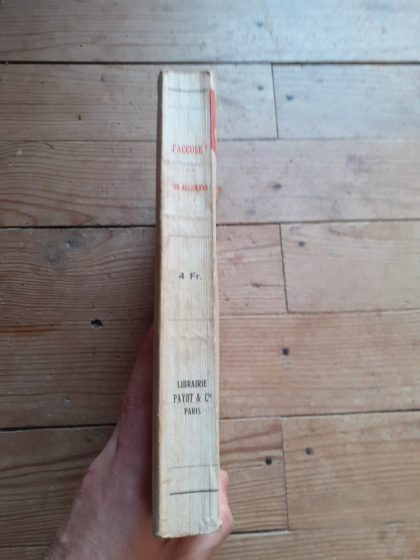 J'ACCUSE!
UN ALLEMAND
4 Fr.
LIBRAIRIE
PAYOT & Cie
PARIS